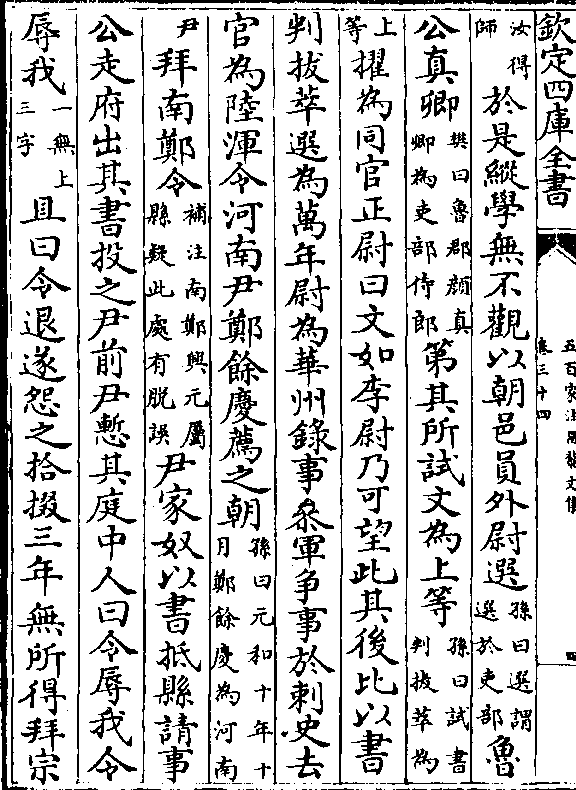 欽定四庫全書
五百家注昌黎文集
卷三十四
四
汝得師於是縱學無不觀以朝邑員外尉選孫曰選謂選於吏部魯
公真卿樊曰魯郡顔真卿為吏部侍郎第其所試文為上等孫曰試書判拔萃為
上等擢為同官正尉曰文如李尉乃可望此其後比以書
判拔萃選為萬年尉為華州錄事叅軍爭事於刺史去
官為陸渾令河南尹鄭餘慶薦之朝孫曰元和十年十月鄭餘慶為河南
尹拜南鄭令補注南鄭興元屬縣疑此處有脱誤尹家奴以書抵縣請事
公走府出其書投之尹前尹慙其庭中人曰令辱我令
辱我一無上三字且曰令退遂怨之拾掇三年無所得拜宗